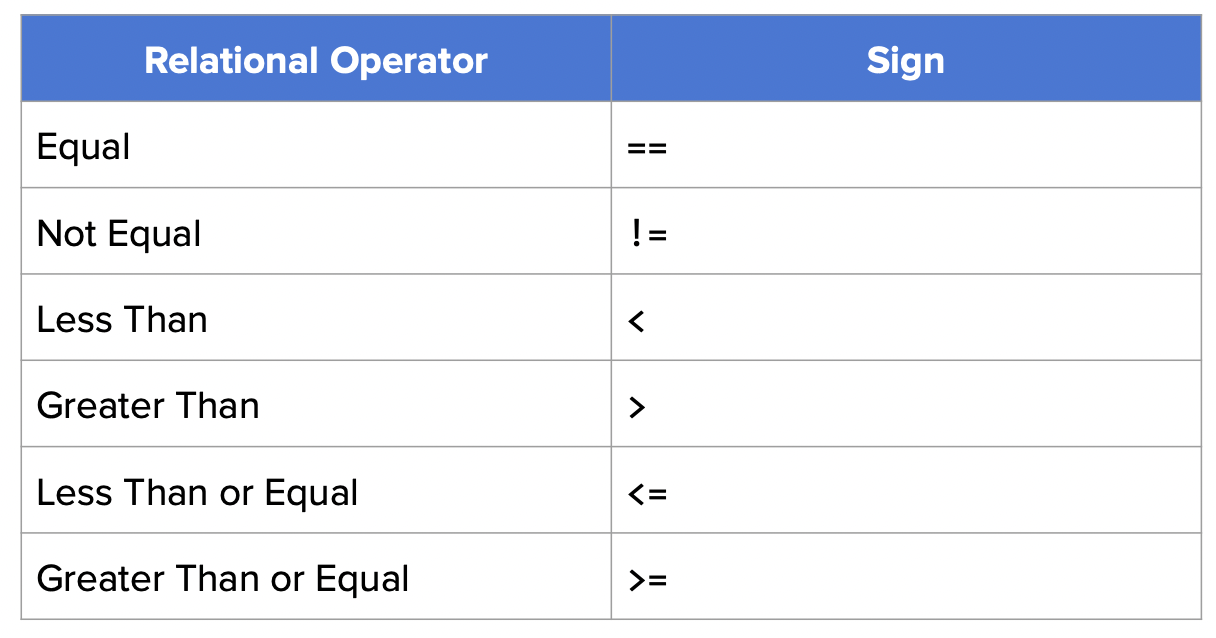 Relational Operator Sign
Equal ==
Not Equal !=
Less Than <
Greater Than >
Less Than or Equal <=
Greater Than or Equal >=